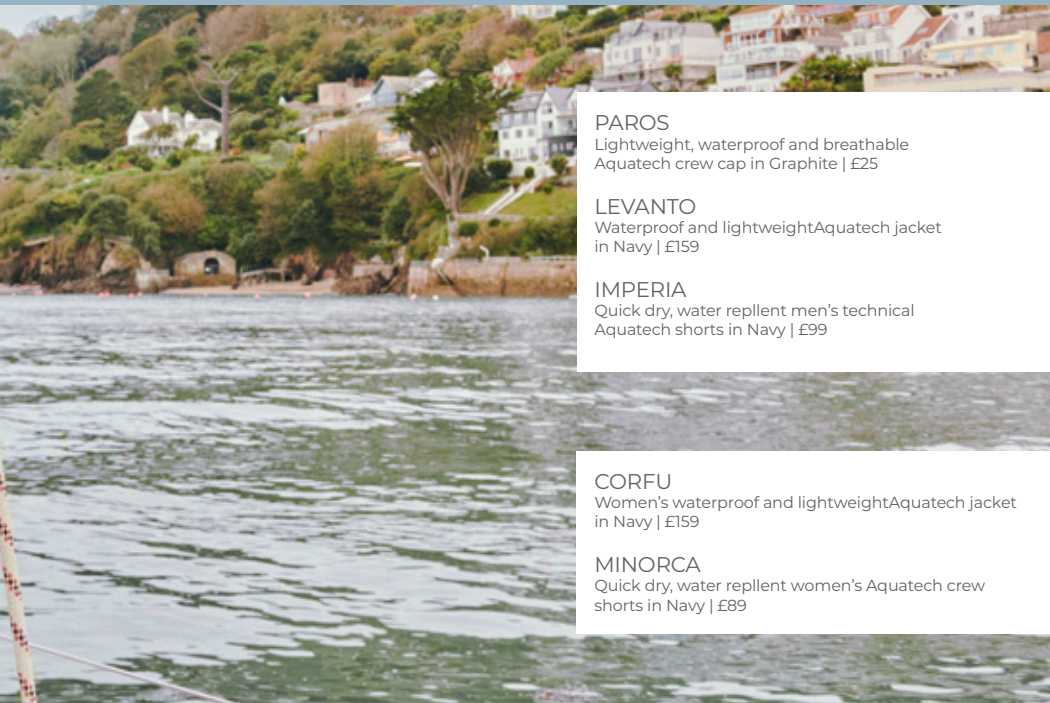 PAROS
Lightweight, waterproof and breathable
Aquatech crew cap in Graphite | £25
LEVANTO
Waterproof and lightweightAquatech jacket
in Navy | £159
IMPERIA
Quick dry, water repllent men’s technical
Aquatech shorts in Navy | £99
CORFU
Women’s waterproof and lightweightAquatech jacket
in Navy | £159
MINORCA
Quick dry, water repllent women’s Aquatech crew
shorts in Navy | £89